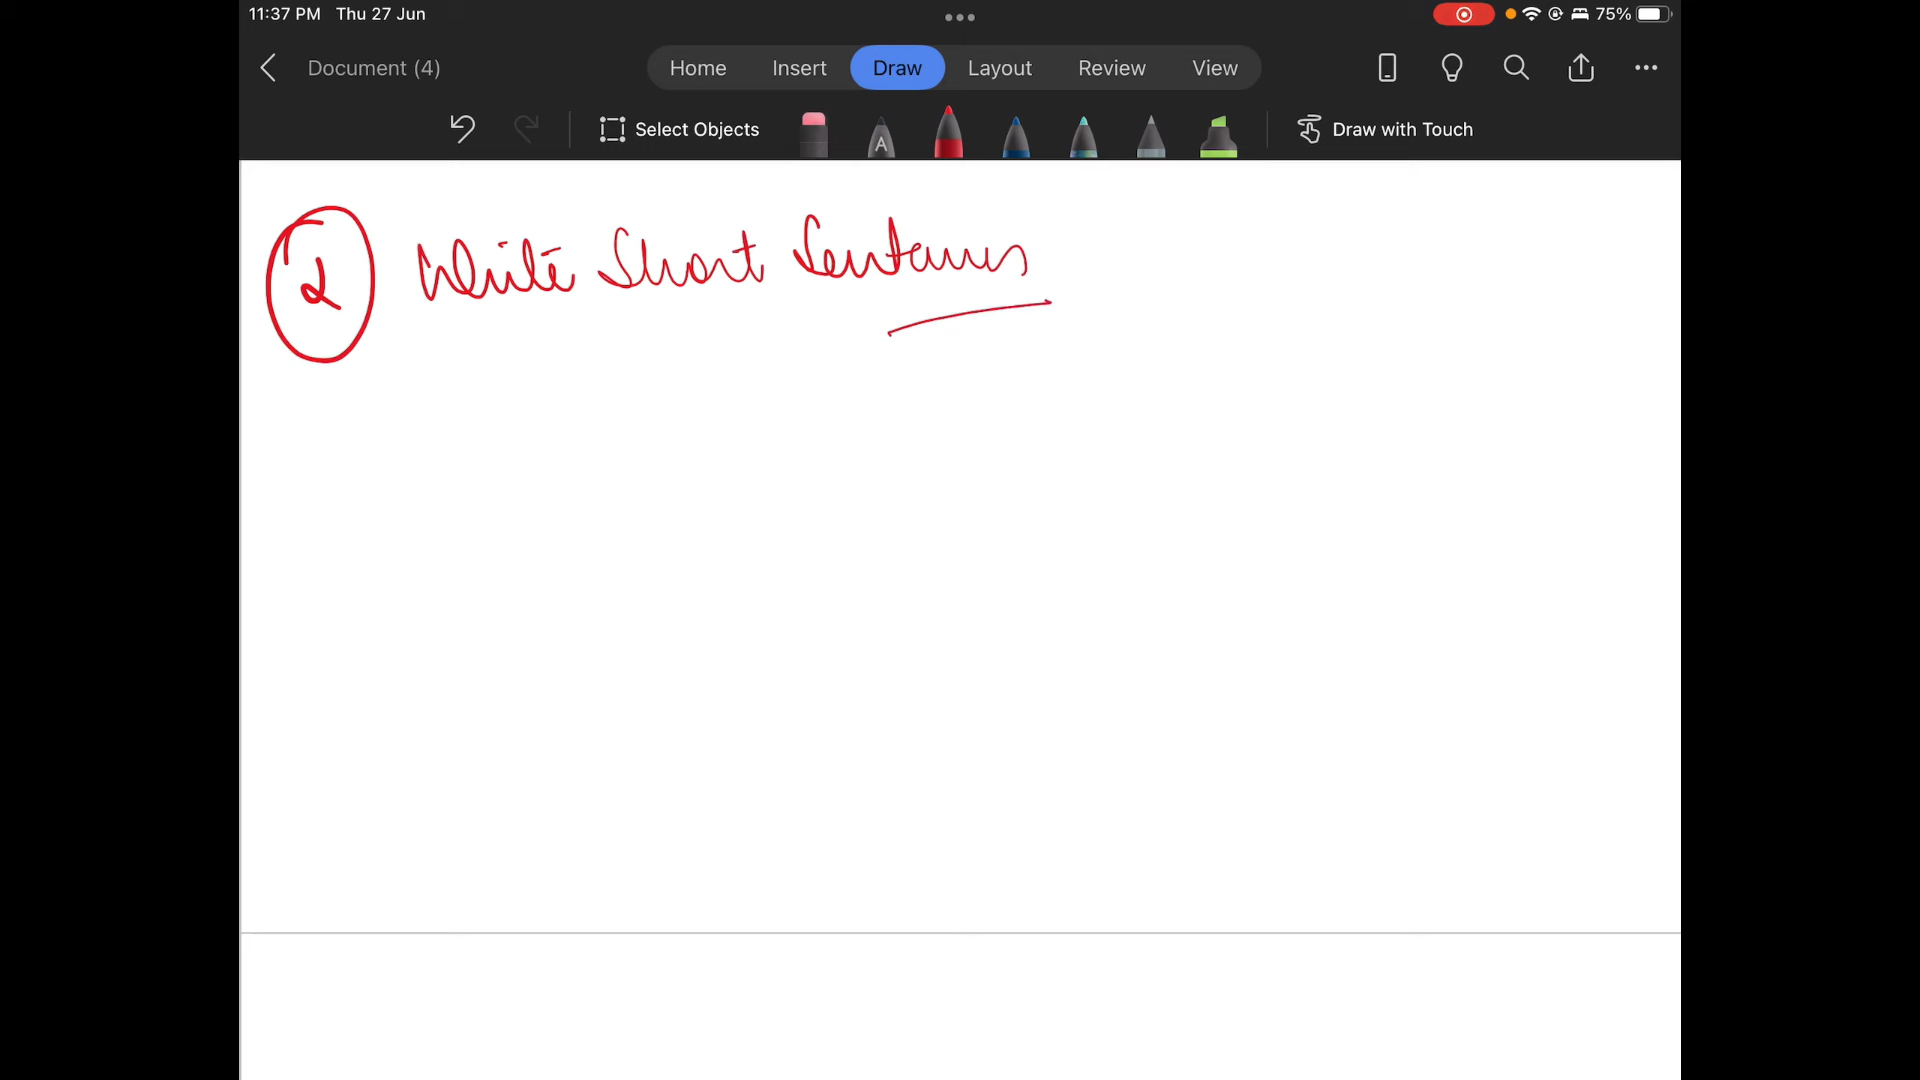 11:37 PM Thu 27 Jun 75%
Document (4) Home Insert Draw Layout Review View
Select Objects A Draw with Touch
2 Write Short Sentences